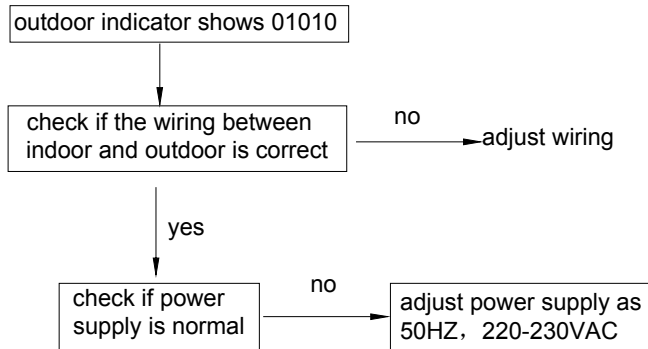 outdoor indicator shows 01010
check if the wiring between
indoor and outdoor is correct
no
adjust wiring
yes
check if power
supply is normal
no
adjust power supply as
50HZ，220-230VAC